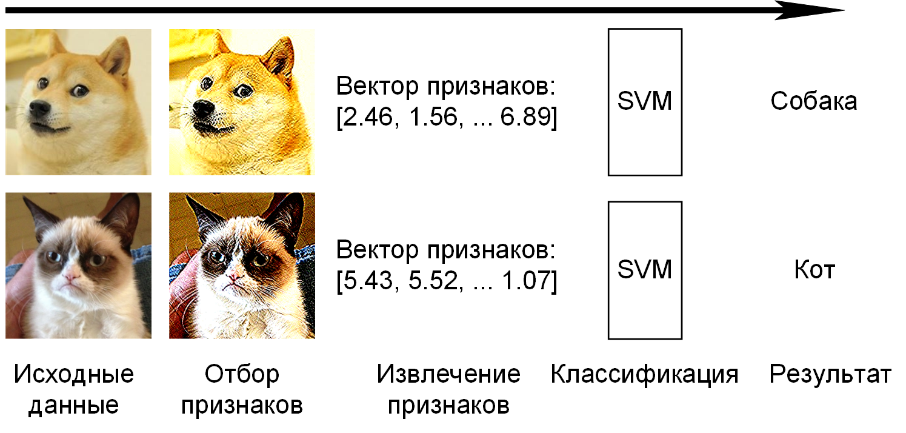 Вектор признаков:
[2.46, 1.56, ... 6.89]
SVM
Собака
Вектор признаков:
[5.43, 5.52, ... 1.07]
SVM
Кот
Исходные
данные
Отбор
признаков
Извлечение
признаков
Классификация
Результат